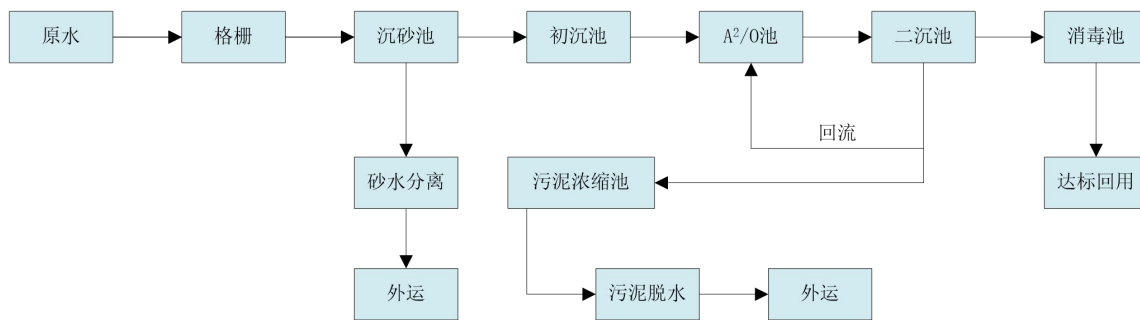 原水
格栅
沉砂池
初沉池
A²/O池
二沉池
消毒池
回流
砂水分离
污泥浓缩池
达标回用
外运
污泥脱水
外运